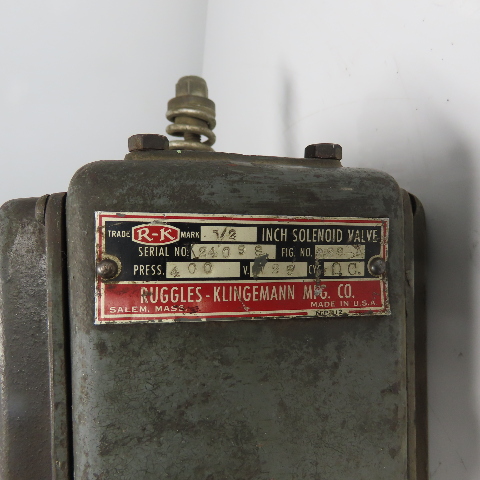 TRADE R-K MARK 1/2 INCH SOLENOID VALVE
SERIAL NO. FIG. NO.
PRESS. 400 V. CY. D.C.
RUGGLES-KLINGEMANN MFG. CO.
SALEM, MASS. MADE IN U.S.A.